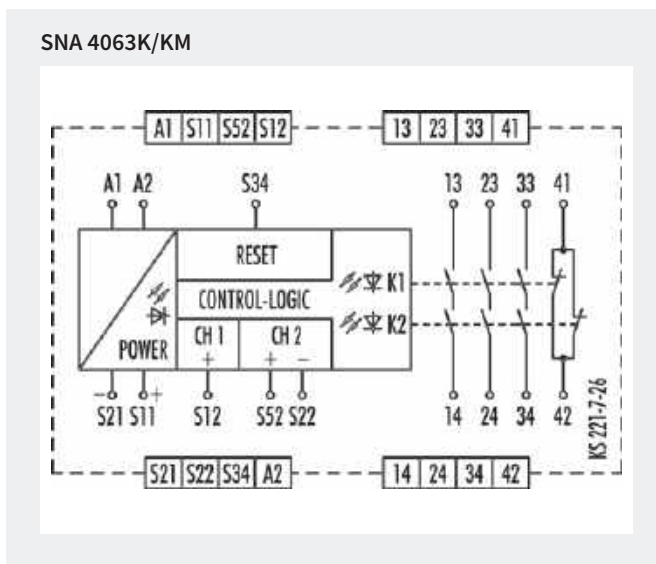 SNA 4063K/KM
A1 S11 S52 S12 13 23 33 41
A1 A2 S34 13 23 33 41
RESET
K1
CONTROL-LOGIC
K2
POWER CH 1 CH 2
+ + −
− +
S21 S11 S12 S52 S22 14 24 34 42
KS 221-7-26
S21 S22 S34 A2 14 24 34 42